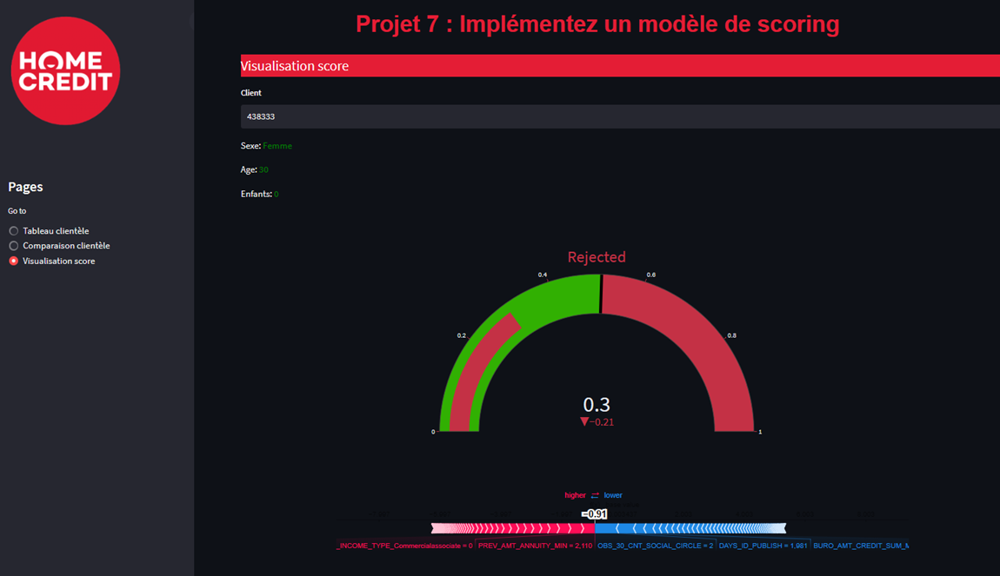 HOME
CREDIT
Pages
Go to
Tableau clientèle
Comparaison clientèle
Visualisation score
Projet 7 : Implémentez un modèle de scoring
Visualisation score
Client
438333
Sexe: Femme
Age: 30
Enfants: 0
Rejected
0.4
0.6
0.2
0.8
0
1
0.3
▼−0.21
higher ⇄ lower
−0.91
_INCOME_TYPE_Commercialassociate = 0 PREV_AMT_ANNUITY_MIN = 2,110 OBS_30_CNT_SOCIAL_CIRCLE = 2 DAYS_ID_PUBLISH = 1,981 BURO_AMT_CREDIT_SUM_